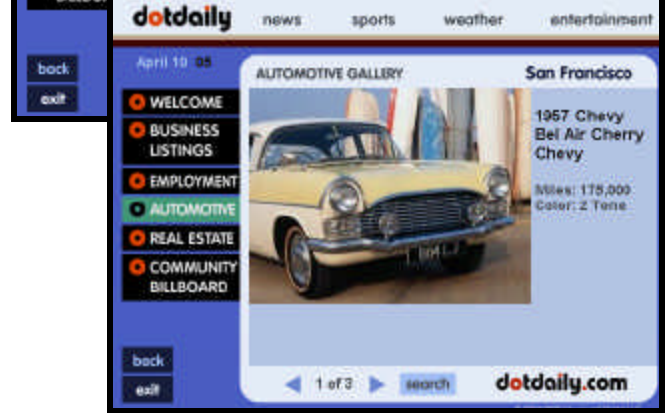 back
exit
dotdaily
news sports weather entertainment
April 10 05
AUTOMOTIVE GALLERY
San Francisco
WELCOME
BUSINESS
LISTINGS
EMPLOYMENT
AUTOMOTIVE
REAL ESTATE
COMMUNITY
BILLBOARD
1957 Chevy
Bel Air Cherry
Chevy
Miles: 175,000
Color: 2 Tone
back
exit
1 of 3
search
dotdaily.com